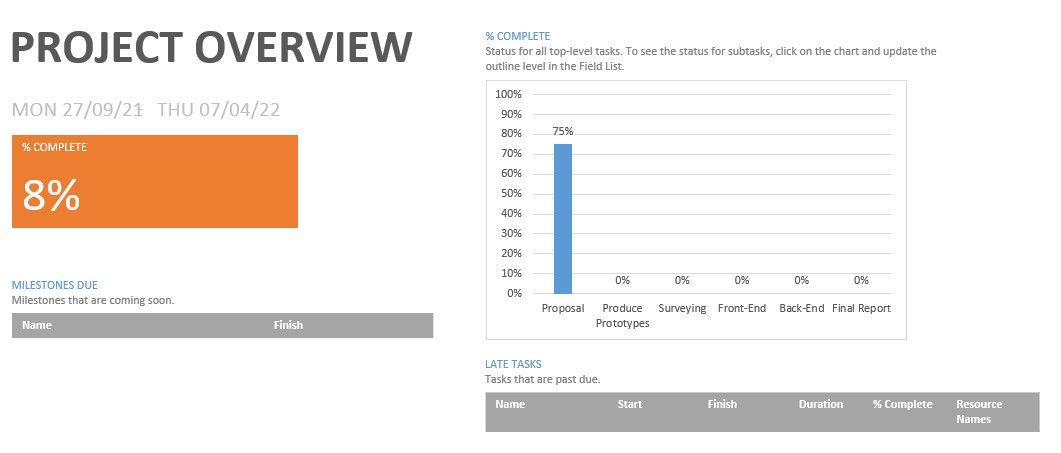 PROJECT OVERVIEW
MON 27/09/21 THU 07/04/22
% COMPLETE
8%
MILESTONES DUE
Milestones that are coming soon.
Name Finish
% COMPLETE
Status for all top-level tasks. To see the status for subtasks, click on the chart and update the
outline level in the Field List.
100%
90%
80%
75%
70%
60%
50%
40%
30%
20%
10%
0% 0% 0% 0% 0%
0%
Proposal Produce Surveying Front-End Back-End Final Report
Prototypes
LATE TASKS
Tasks that are past due.
Name Start Finish Duration % Complete Resource
Names